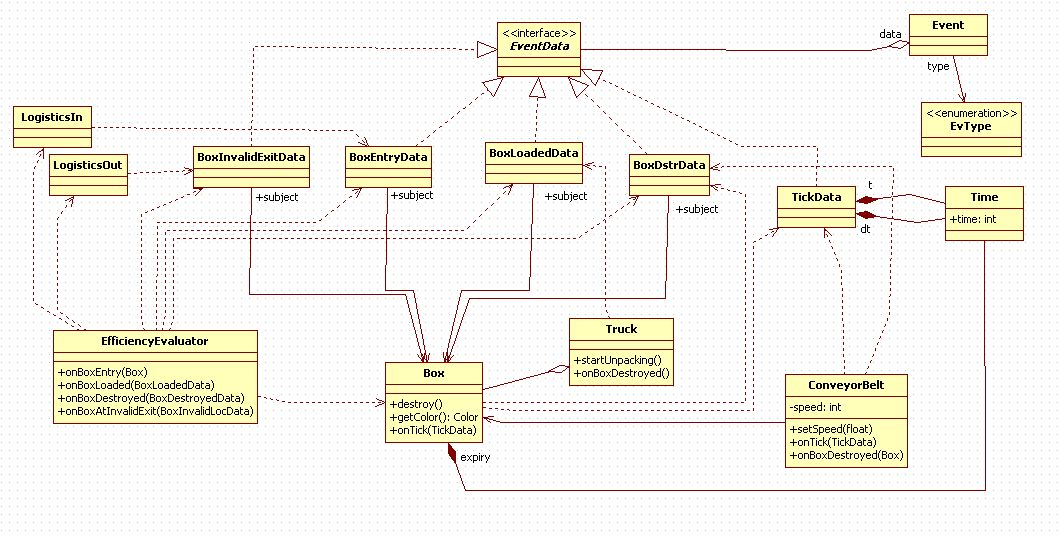 Event
data
<<interface>>
EventData
type
<<enumeration>>
EvType
LogisticsIn
LogisticsOut
BoxInvalidExitData
+subject
BoxEntryData
+subject
BoxLoadedData
+subject
BoxDstrData
+subject
TickData
t
dt
Time
+time: int
EfficiencyEvaluator
+onBoxEntry(Box)
+onBoxLoaded(BoxLoadedData)
+onBoxDestroyed(BoxDestroyedData)
+onBoxAtInvalidExit(BoxInvalidLocData)
Truck
+startUnpacking()
+onBoxDestroyed()
Box
+destroy()
+getColor(): Color
+onTick(TickData)
expiry
ConveyorBelt
-speed: int
+setSpeed(float)
+onTick(TickData)
+onBoxDestroyed(Box)